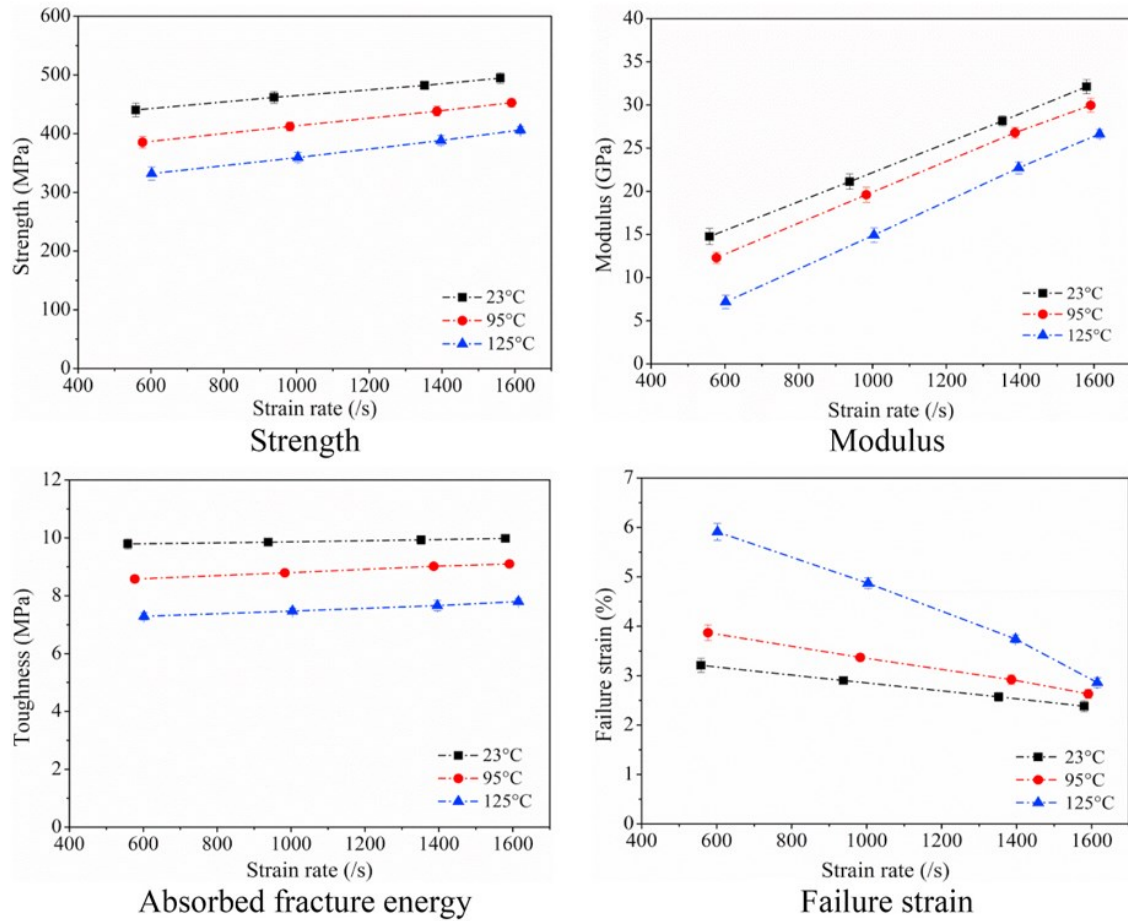 600
500
400
300
200
100
0
Strength (MPa)
23°C
95°C
125°C
400 600 800 1000 1200 1400 1600
Strain rate (/s)
Strength
40
35
30
25
20
15
10
5
0
Modulus (GPa)
23°C
95°C
125°C
400 600 800 1000 1200 1400 1600
Strain rate (/s)
Modulus
12
10
8
6
4
2
0
Toughness (MPa)
23°C
95°C
125°C
400 600 800 1000 1200 1400 1600
Strain rate (/s)
Absorbed fracture energy
7
6
5
4
3
2
1
0
Failure strain (%)
23°C
95°C
125°C
400 600 800 1000 1200 1400 1600
Strain rate (/s)
Failure strain